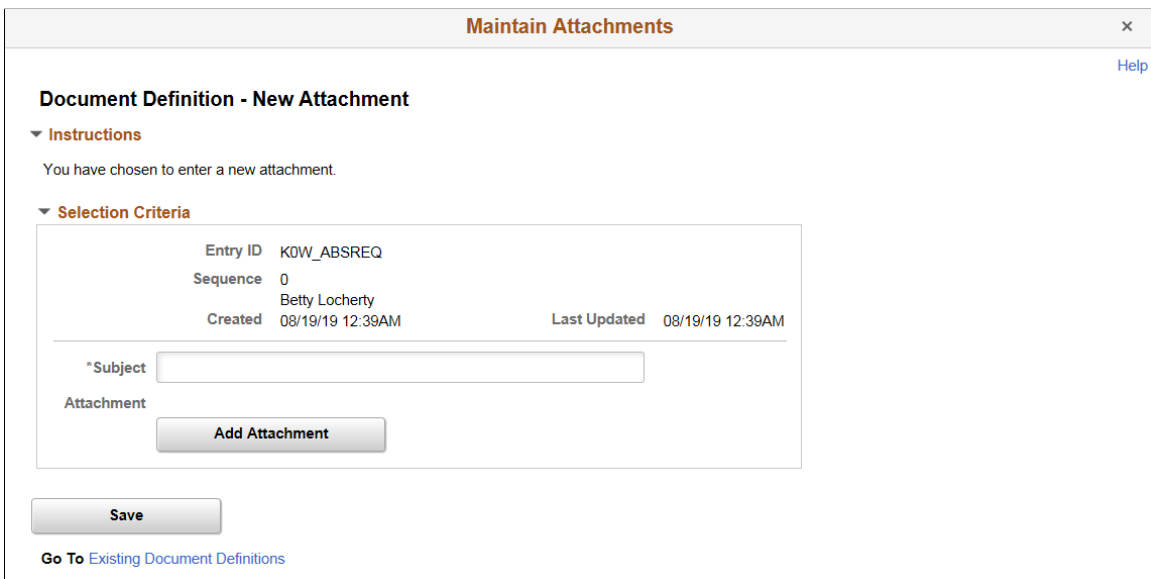 Maintain Attachments ×
Help
Document Definition - New Attachment
Instructions
You have chosen to enter a new attachment.
Selection Criteria
Entry ID K0W_ABSREQ
Sequence 0
Betty Locherty
Created 08/19/19 12:39AM Last Updated 08/19/19 12:39AM
*Subject
Attachment
Add Attachment
Save
Go To Existing Document Definitions